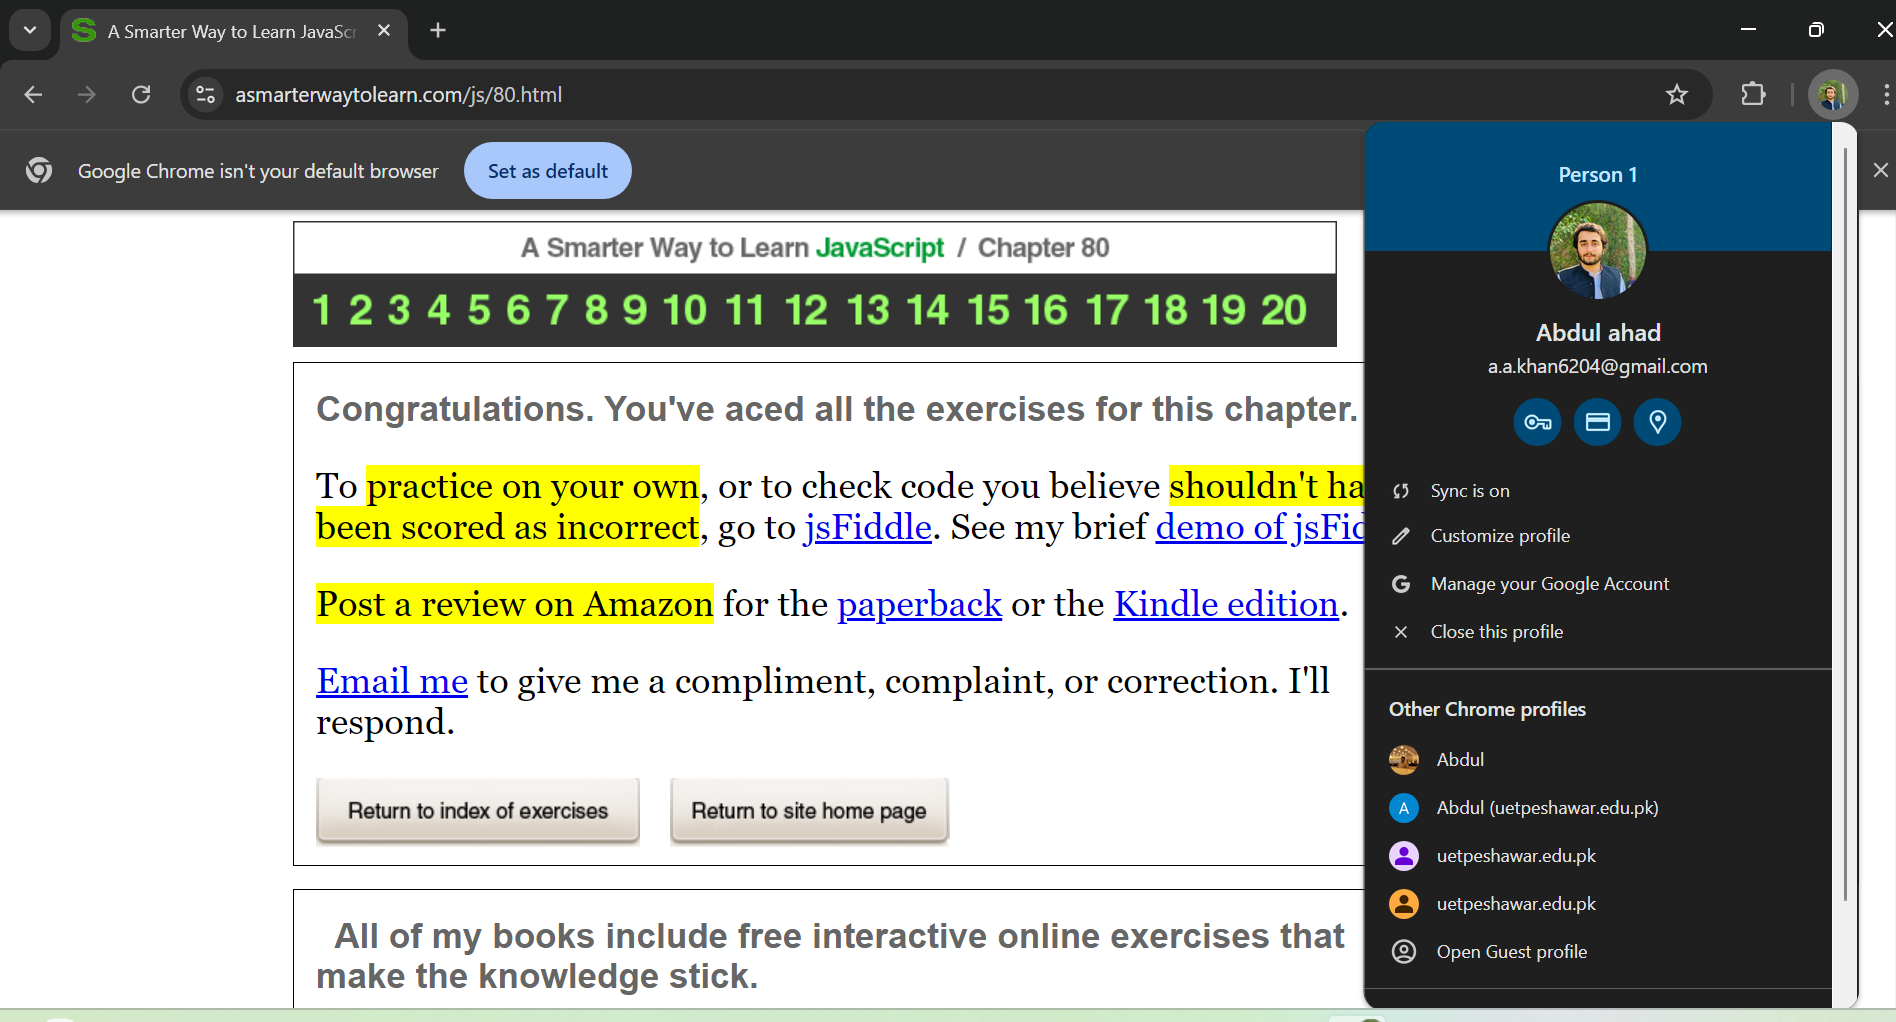 A Smarter Way to Learn JavaScr
asmarterwaytolearn.com/js/80.html
Google Chrome isn't your default browser
Set as default
A Smarter Way to Learn JavaScript / Chapter 80
1 2 3 4 5 6 7 8 9 10 11 12 13 14 15 16 17 18 19 20
Congratulations. You've aced all the exercises for this chapter.
To practice on your own, or to check code you believe shouldn't ha
been scored as incorrect, go to jsFiddle. See my brief demo of jsFid
Post a review on Amazon for the paperback or the Kindle edition.
Email me to give me a compliment, complaint, or correction. I'll
respond.
Return to index of exercises
Return to site home page
All of my books include free interactive online exercises that
make the knowledge stick.
Person 1
Abdul ahad
a.a.khan6204@gmail.com
Sync is on
Customize profile
Manage your Google Account
Close this profile
Other Chrome profiles
Abdul
A
Abdul (uetpeshawar.edu.pk)
uetpeshawar.edu.pk
uetpeshawar.edu.pk
Open Guest profile